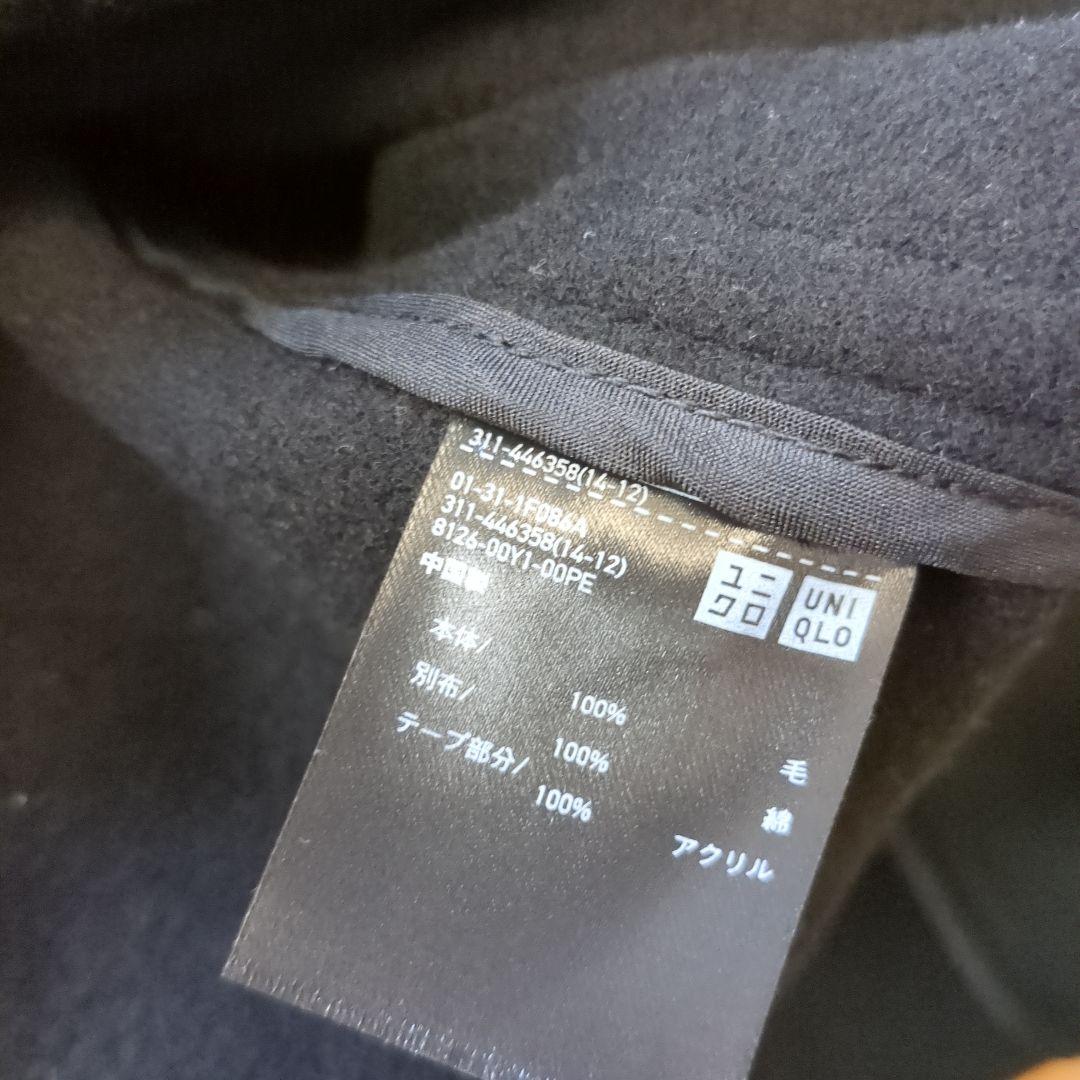 311-446358(14-12)
01-31-1F086A
311-446358(14-12)
8126-00Y1-00PE
中国製
ユニ
クロ
UNI
QLO
本体/
100% 毛
別布/
100% 綿
テープ部分/
100% アクリル